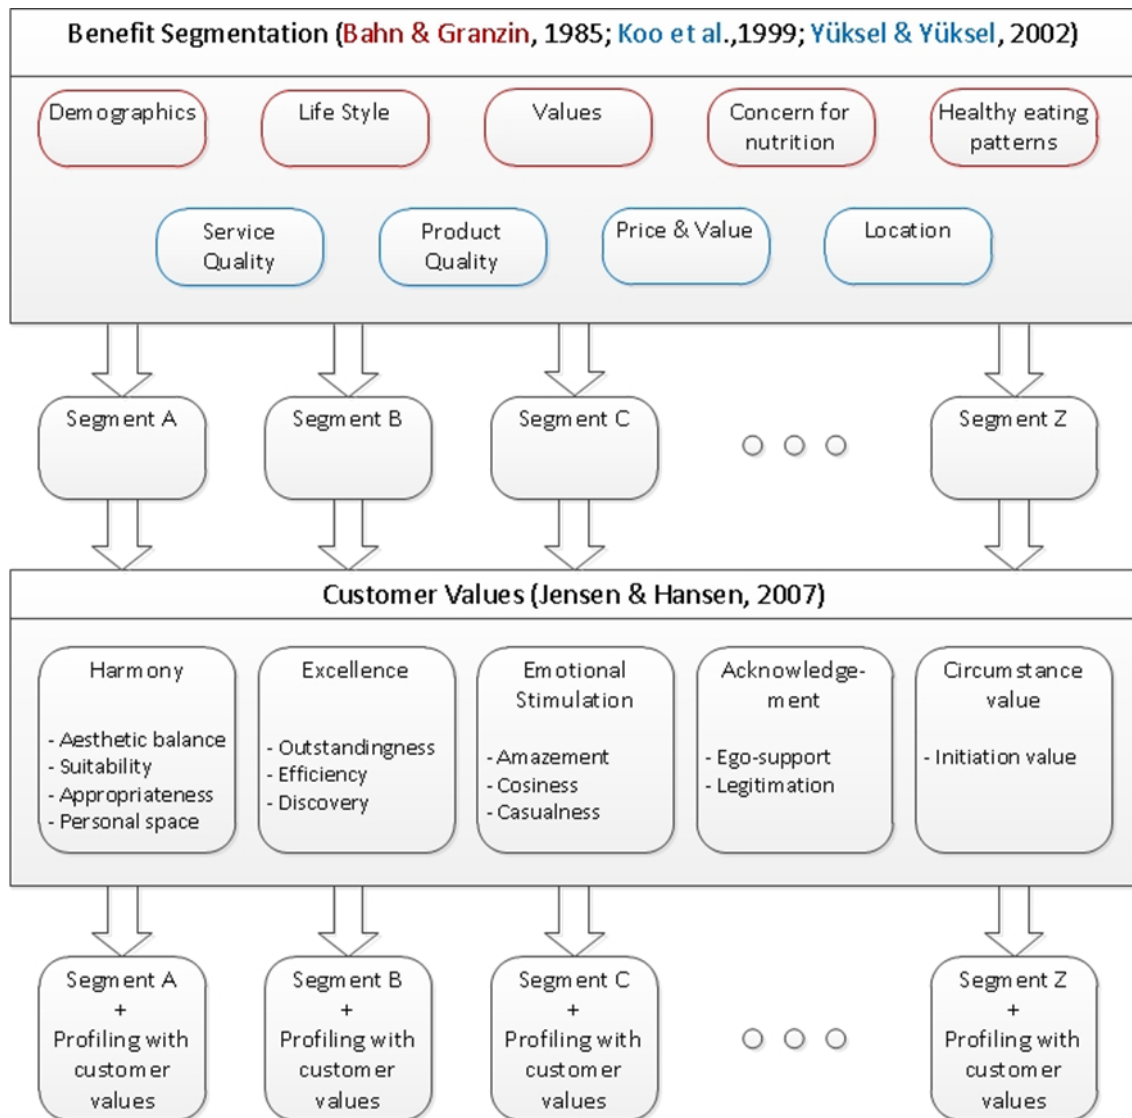 Benefit Segmentation (Bahn & Granzin, 1985; Koo et al.,1999; Yüksel & Yüksel, 2002)
Demographics
Life Style
Values
Concern for
nutrition
Healthy eating
patterns
Service
Quality
Product
Quality
Price & Value
Location
Segment A
Segment B
Segment C
Segment Z
Customer Values (Jensen & Hansen, 2007)
Harmony
- Aesthetic balance
- Suitability
- Appropriateness
- Personal space
Excellence
- Outstandingness
- Efficiency
- Discovery
Emotional
Stimulation
- Amazement
- Cosiness
- Casualness
Acknowledge-
ment
- Ego-support
- Legitimation
Circumstance
value
- Initiation value
Segment A
+
Profiling with
customer
values
Segment B
+
Profiling with
customer
values
Segment C
+
Profiling with
customer
values
Segment Z
+
Profiling with
customer
values